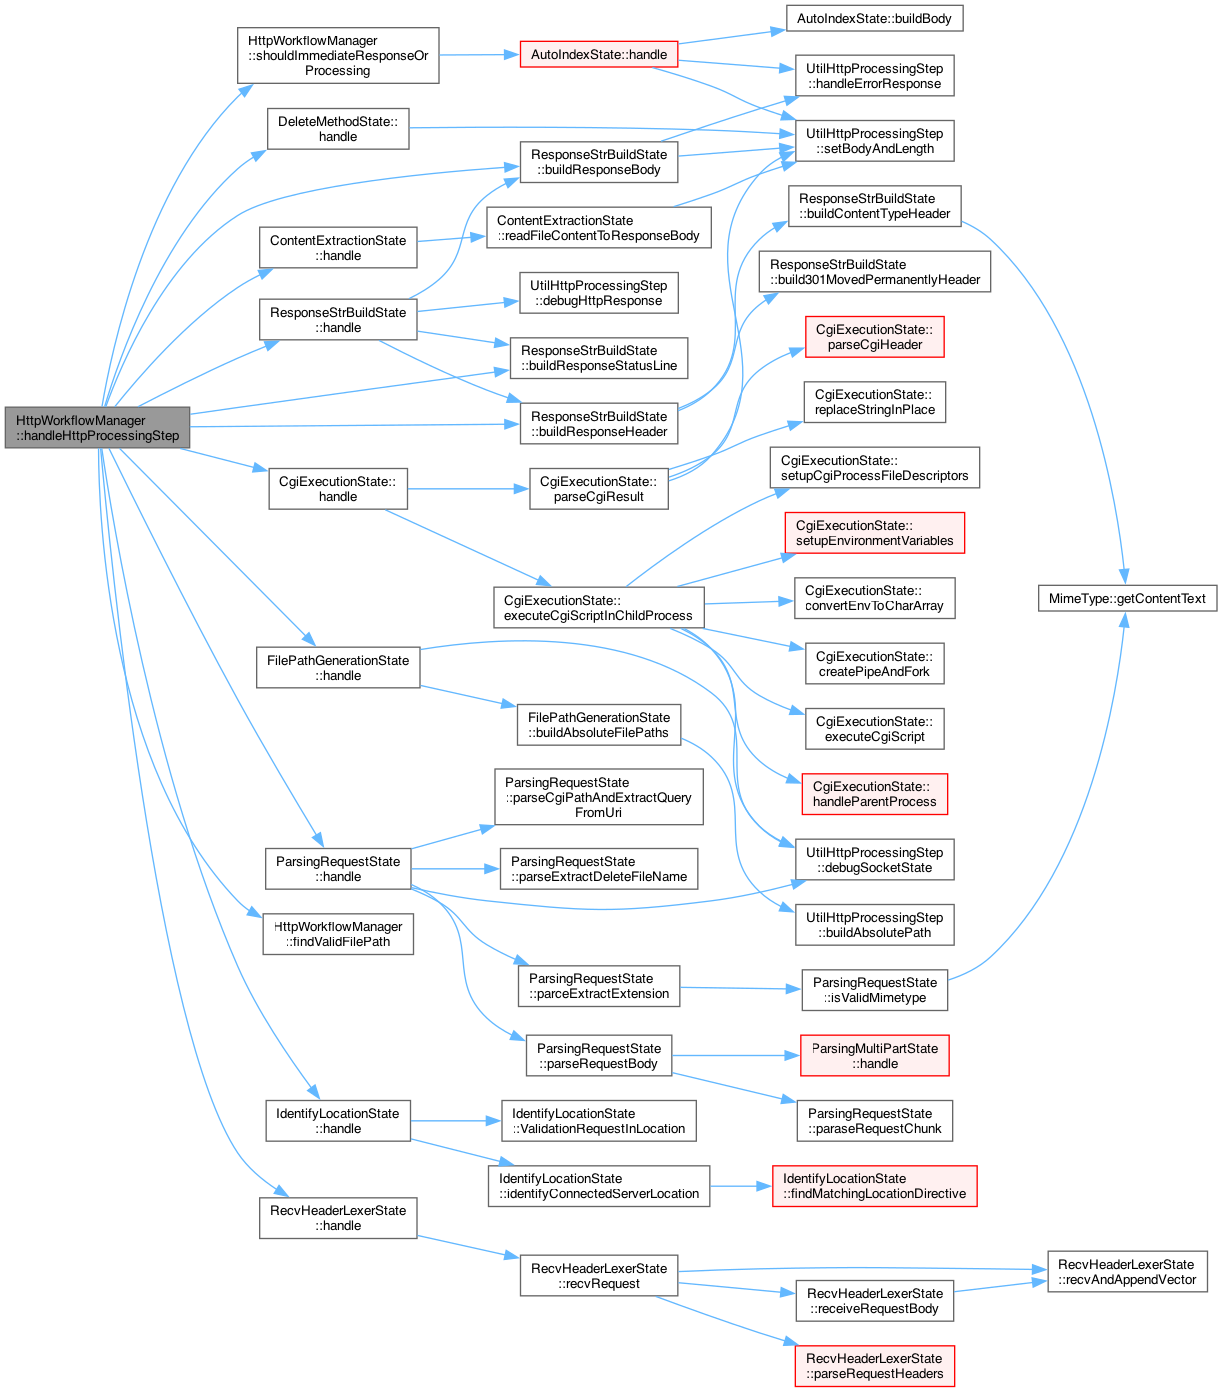 HttpWorkflowManager
::handleHttpProcessingStep
HttpWorkflowManager
::shouldImmediateResponseOr
Processing
DeleteMethodState::
handle
ContentExtractionState
::handle
ResponseStrBuildState
::handle
CgiExecutionState::
handle
FilePathGenerationState
::handle
ParsingRequestState
::handle
HttpWorkflowManager
::findValidFilePath
IdentifyLocationState
::handle
RecvHeaderLexerState
::handle
AutoIndexState::handle
ResponseStrBuildState
::buildResponseBody
ContentExtractionState
::readFileContentToResponseBody
UtilHttpProcessingStep
::debugHttpResponse
ResponseStrBuildState
::buildResponseStatusLine
ResponseStrBuildState
::buildResponseHeader
CgiExecutionState::
parseCgiResult
CgiExecutionState::
executeCgiScriptInChildProcess
FilePathGenerationState
::buildAbsoluteFilePaths
ParsingRequestState
::parseCgiPathAndExtractQuery
FromUri
ParsingRequestState
::parseExtractDeleteFileName
ParsingRequestState
::parceExtractExtension
ParsingRequestState
::parseRequestBody
IdentifyLocationState
::ValidationRequestInLocation
IdentifyLocationState
::identifyConnectedServerLocation
RecvHeaderLexerState
::recvRequest
AutoIndexState::buildBody
UtilHttpProcessingStep
::handleErrorResponse
UtilHttpProcessingStep
::setBodyAndLength
ResponseStrBuildState
::buildContentTypeHeader
ResponseStrBuildState
::build301MovedPermanentlyHeader
CgiExecutionState::
parseCgiHeader
CgiExecutionState::
replaceStringInPlace
CgiExecutionState::
setupCgiProcessFileDescriptors
CgiExecutionState::
setupEnvironmentVariables
CgiExecutionState::
convertEnvToCharArray
CgiExecutionState::
createPipeAndFork
CgiExecutionState::
executeCgiScript
CgiExecutionState::
handleParentProcess
UtilHttpProcessingStep
::debugSocketState
UtilHttpProcessingStep
::buildAbsolutePath
ParsingRequestState
::isValidMimetype
ParsingMultiPartState
::handle
ParsingRequestState
::paraseRequestChunk
IdentifyLocationState
::findMatchingLocationDirective
RecvHeaderLexerState
::receiveRequestBody
RecvHeaderLexerState
::parseRequestHeaders
MimeType::getContentText
RecvHeaderLexerState
::recvAndAppendVector